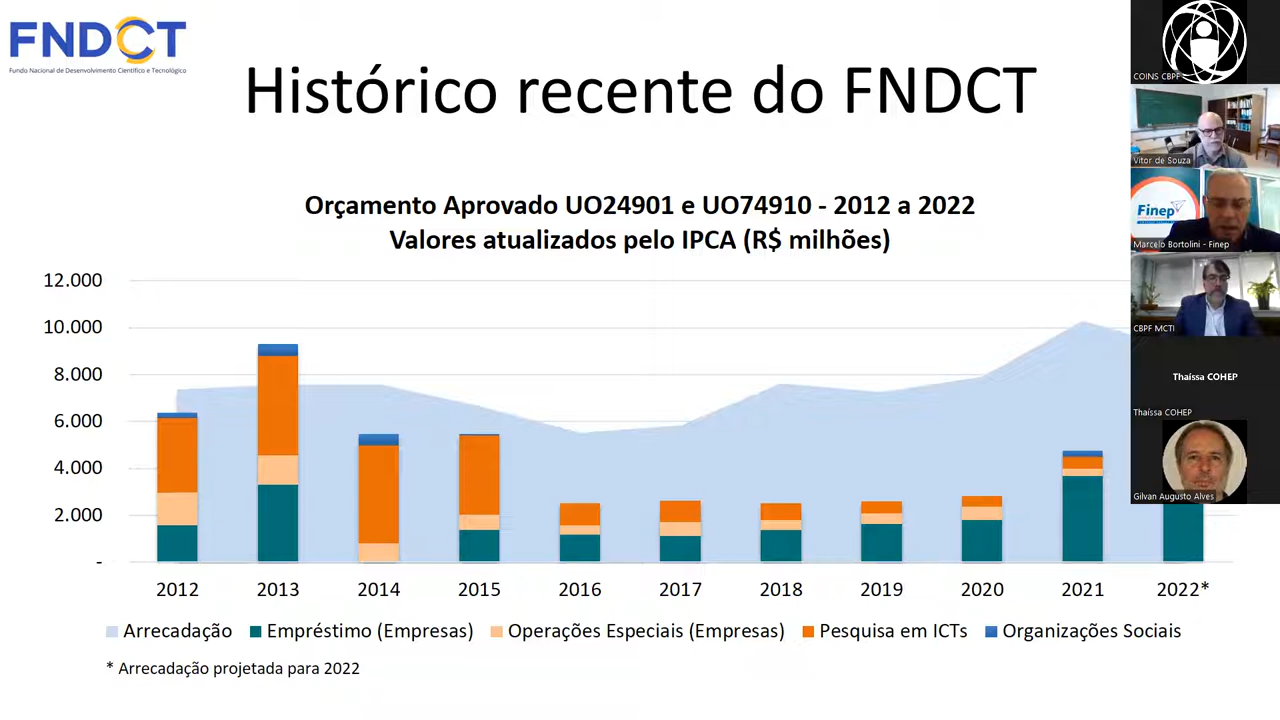 FNDCT
Fundo Nacional de Desenvolvimento Científico e Tecnológico
Histórico recente do FNDCT
Orçamento Aprovado UO24901 e UO74910 - 2012 a 2022
Valores atualizados pelo IPCA (R$ milhões)
12.000
10.000
8.000
6.000
4.000
2.000
-
2012 2013 2014 2015 2016 2017 2018 2019 2020 2021 2022*
Arrecadação Empréstimo (Empresas) Operações Especiais (Empresas) Pesquisa em ICTs Organizações Sociais
* Arrecadação projetada para 2022
COINS CBPF
Vitor de Souza
Finep
Marcelo Bortolini - Finep
CBPF MCTI
Thaíssa COHEP
Thaíssa COHEP
Gilvan Augusto Alves